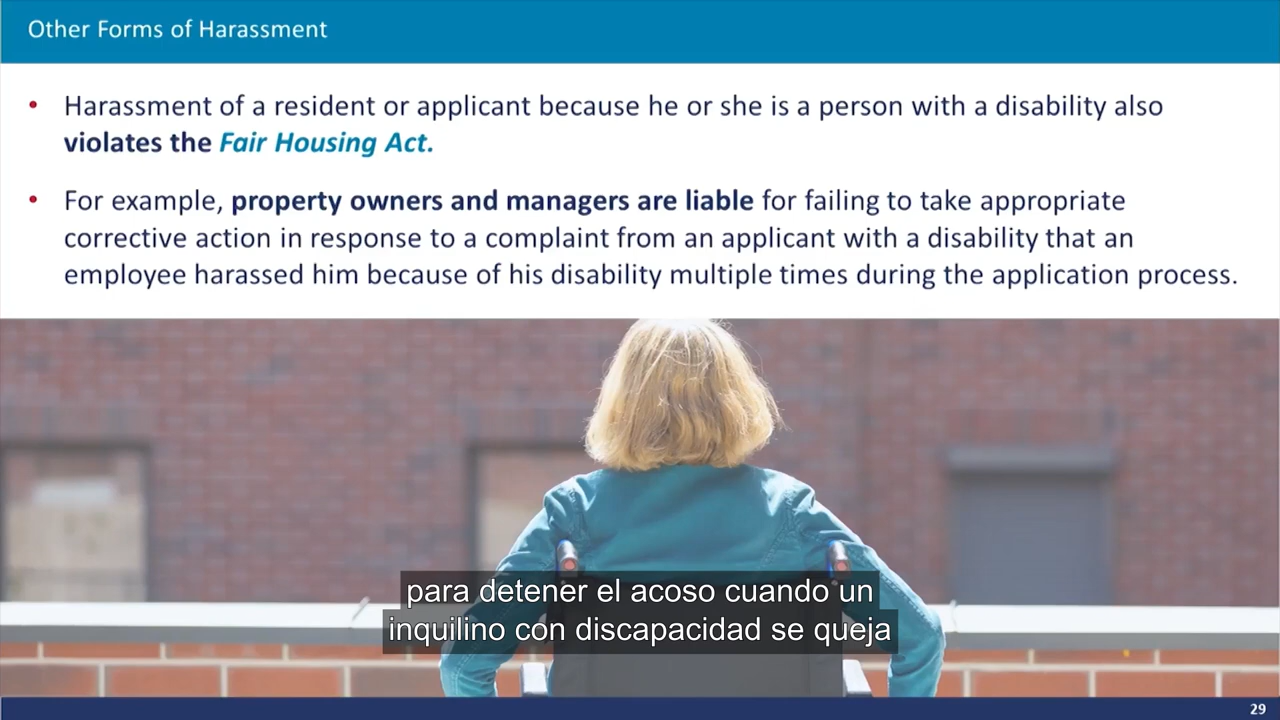 Other Forms of Harassment
• Harassment of a resident or applicant because he or she is a person with a disability also
violates the Fair Housing Act.
• For example, property owners and managers are liable for failing to take appropriate
corrective action in response to a complaint from an applicant with a disability that an
employee harassed him because of his disability multiple times during the application process.
para detener el acoso cuando un
inquilino con discapacidad se queja
29